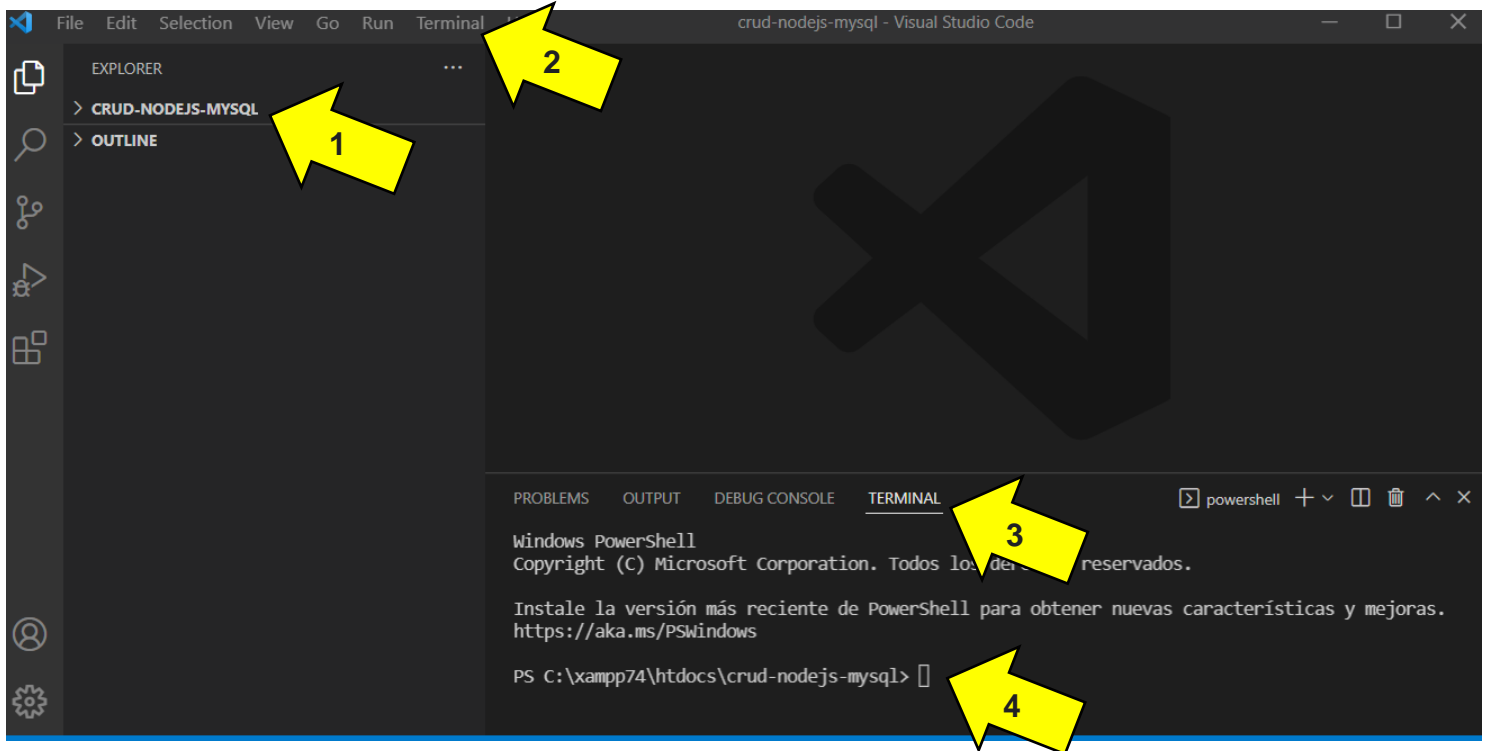 File Edit Selection View Go Run Terminal
crud-nodejs-mysql - Visual Studio Code
2
EXPLORER
CRUD-NODEJS-MYSQL
1
OUTLINE
PROBLEMS OUTPUT DEBUG CONSOLE TERMINAL
powershell
3
Windows PowerShell
Copyright (C) Microsoft Corporation. Todos los reservados.
Instale la versión más reciente de PowerShell para obtener nuevas características y mejoras.
https://aka.ms/PSWindows
PS C:\xampp74\htdocs\crud-nodejs-mysql>
4